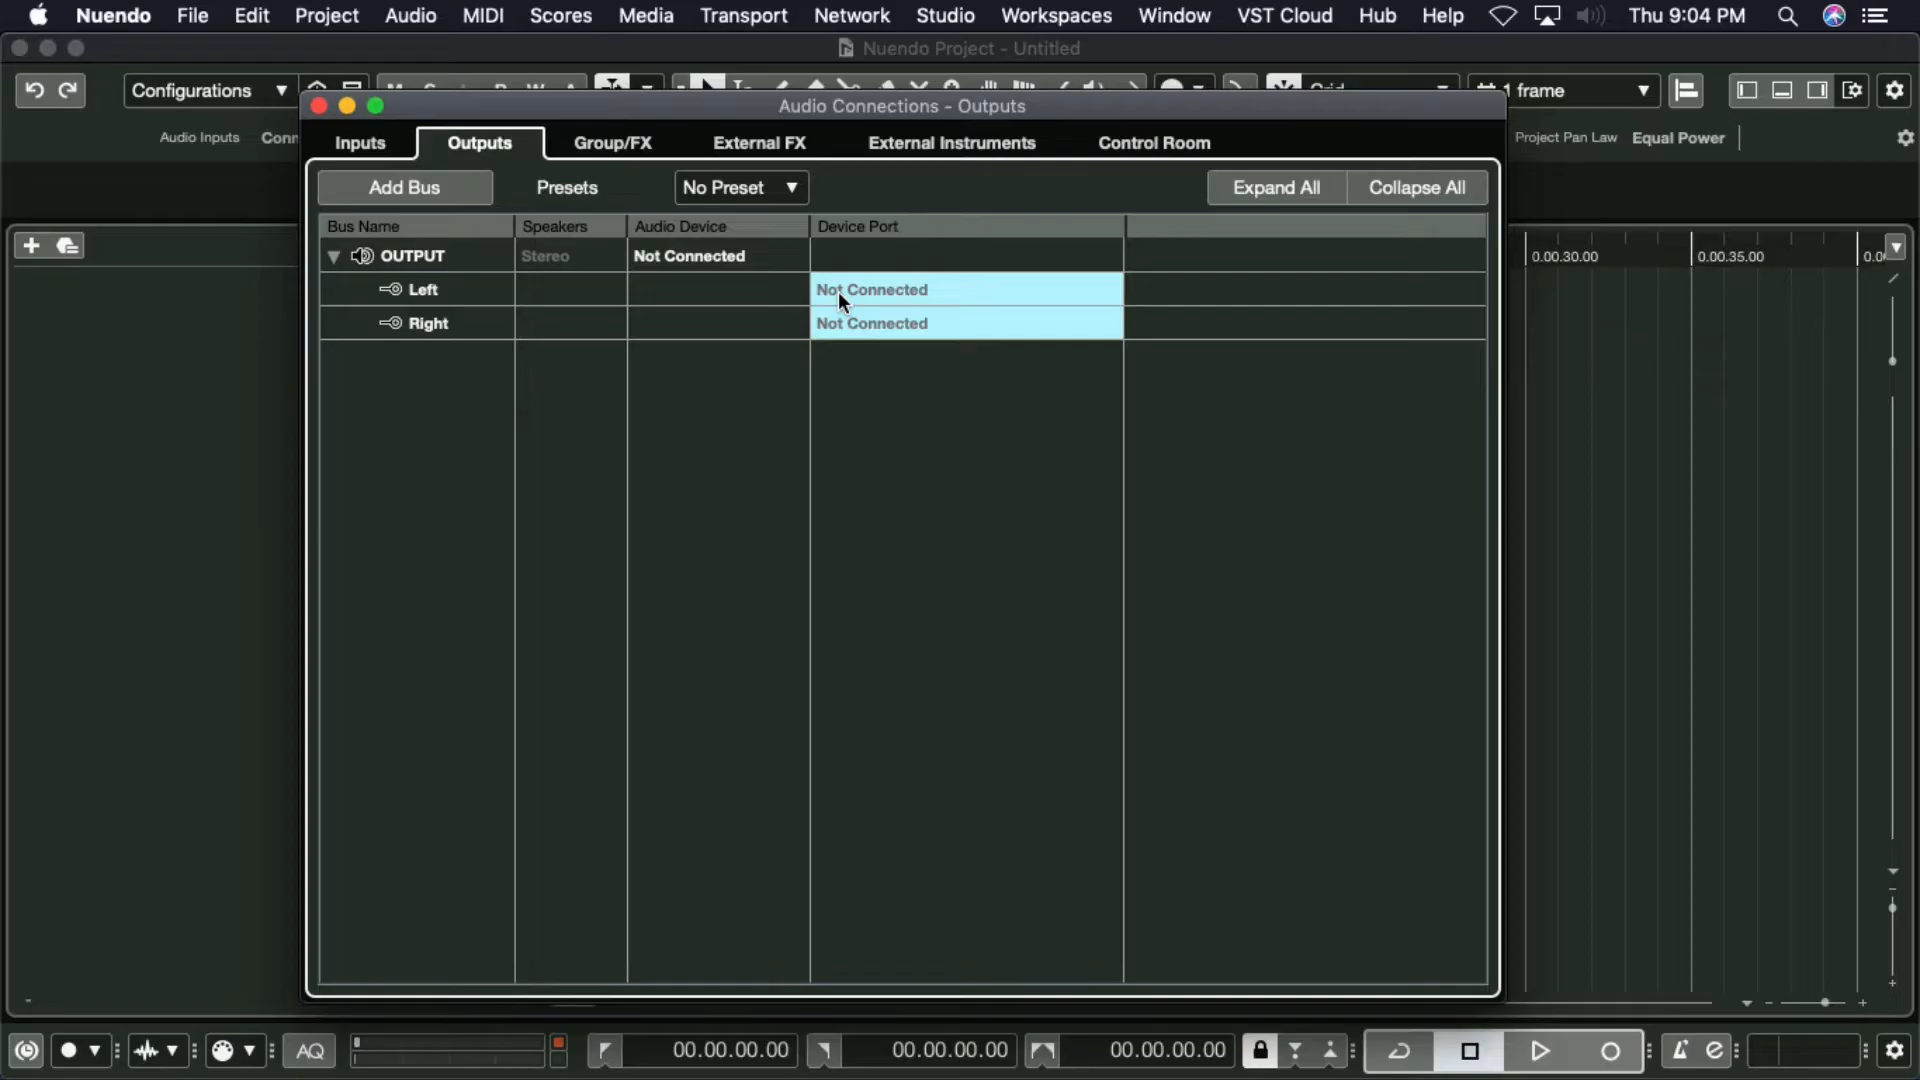 Nuendo File Edit Project Audio MIDI Scores Media Transport Network Studio Workspaces Window VST Cloud Hub Help Thu 9:04 PM
Nuendo Project - Untitled
Configurations
1 frame
Audio Connections - Outputs
Audio Inputs
Project Pan Law Equal Power
Inputs Outputs Group/FX External FX External Instruments Control Room
Add Bus Presets No Preset Expand All Collapse All
Bus Name Speakers Audio Device Device Port
OUTPUT Stereo Not Connected
0.00.30.00 0.00.35.00
Left Not Connected
Right Not Connected
AQ 00.00.00.00 00.00.00.00 00.00.00.00